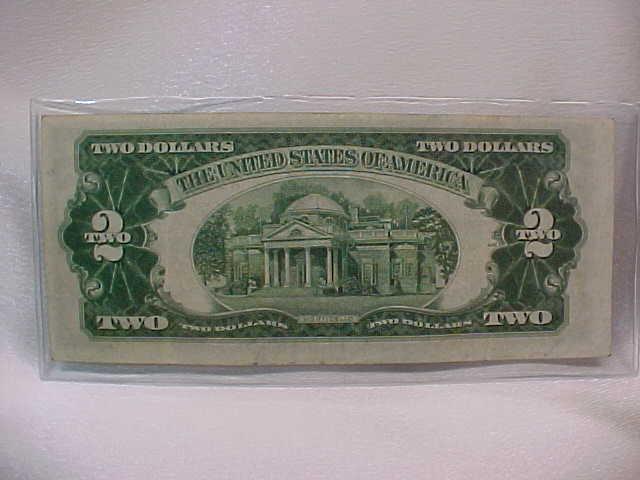 TWO DOLLARS TWO DOLLARS
THE UNITED STATES OF AMERICA
2 2
TWO TWO
TWO TWO DOLLARS TWO DOLLARS TWO